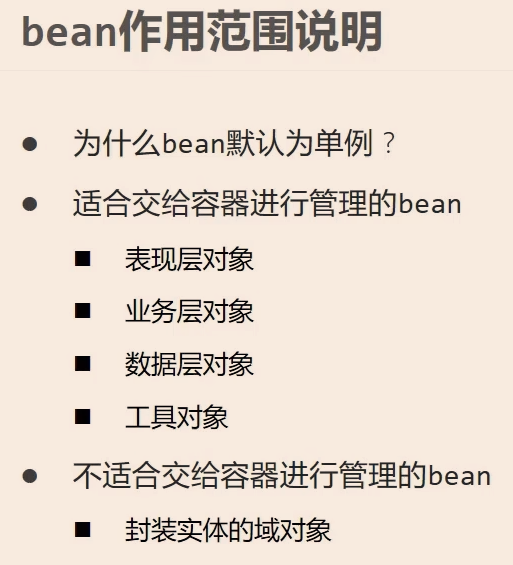 bean作用范围说明
● 为什么bean默认为单例？
● 适合交给容器进行管理的bean
■ 表现层对象
■ 业务层对象
■ 数据层对象
■ 工具对象
● 不适合交给容器进行管理的bean
■ 封装实体的域对象